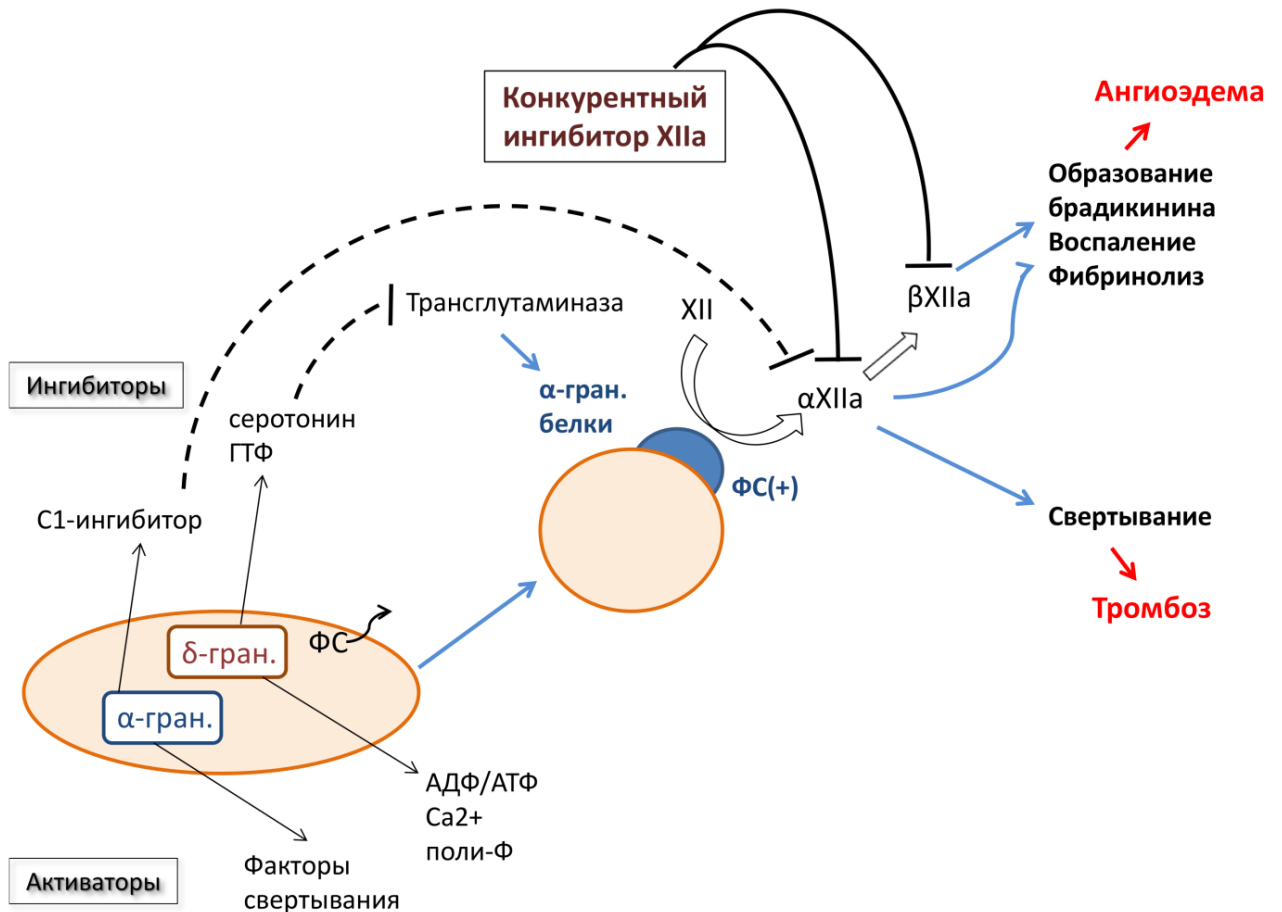 Конкурентный
ингибитор XIIa
Ангиоэдема
Образование
брадикинина
Воспаление
Фибринолиз
βXIIa
Трансглутаминаза
XII
Ингибиторы
α-гран.
белки
αXIIa
серотонин
ГТФ
ФС(+)
С1-ингибитор
Свертывание
Тромбоз
ФС
δ-гран.
α-гран.
АДФ/АТФ
Ca2+
поли-Ф
Факторы
свертывания
Активаторы